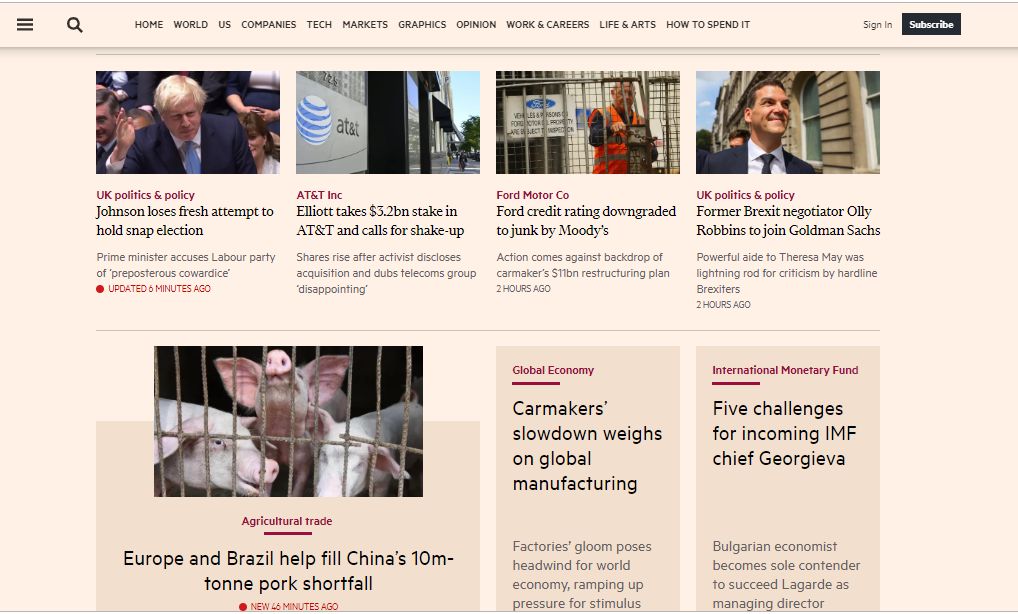 HOME WORLD US COMPANIES TECH MARKETS GRAPHICS OPINION WORK & CAREERS LIFE & ARTS HOW TO SPEND IT Sign In Subscribe
at&t
Ford
UK politics & policy
Johnson loses fresh attempt to
hold snap election
Prime minister accuses Labour party
of ‘preposterous cowardice’
UPDATED 6 MINUTES AGO
AT&T Inc
Elliott takes $3.2bn stake in
AT&T and calls for shake-up
Shares rise after activist discloses
acquisition and dubs telecoms group
‘disappointing’
Ford Motor Co
Ford credit rating downgraded
to junk by Moody’s
Action comes against backdrop of
carmaker’s $11bn restructuring plan
2 HOURS AGO
UK politics & policy
Former Brexit negotiator Olly
Robbins to join Goldman Sachs
Powerful aide to Theresa May was
lightning rod for criticism by hardline
Brexiters
2 HOURS AGO
Agricultural trade
Europe and Brazil help fill China’s 10m-
tonne pork shortfall
NEW 46 MINUTES AGO
Global Economy
Carmakers’
slowdown weighs
on global
manufacturing
Factories’ gloom poses
headwind for world
economy, ramping up
pressure for stimulus
International Monetary Fund
Five challenges
for incoming IMF
chief Georgieva
Bulgarian economist
becomes sole contender
to succeed Lagarde as
managing director